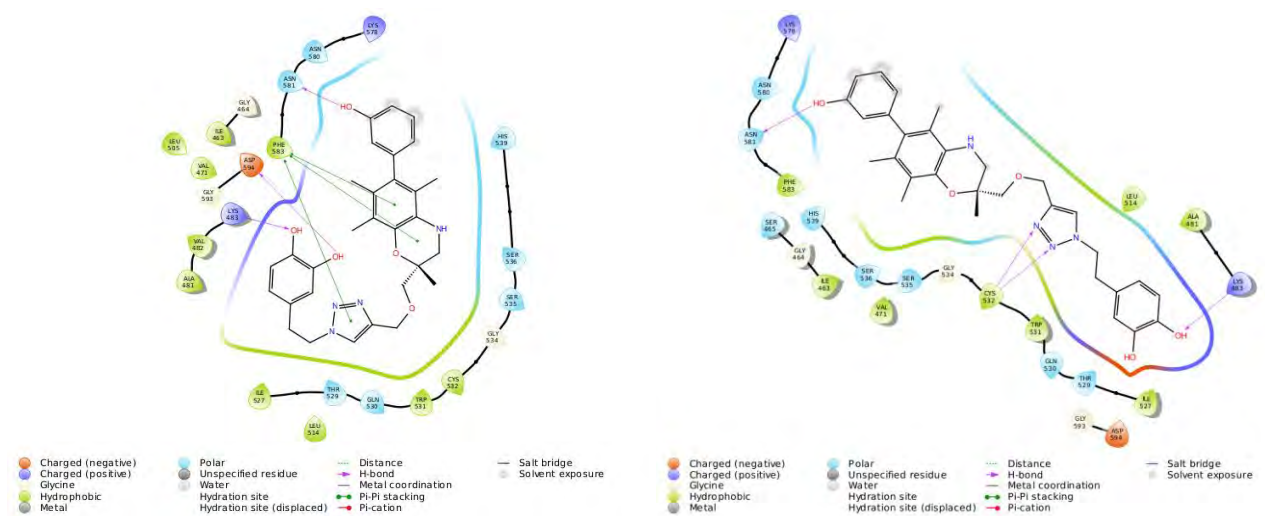 LYS
578
ASN
580
ASN
581
GLY
464
HO
ILE
463
LEU
505
PHE
583
HIS
539
VAL
471
ASP
594
GLY
593
LYS
483
OH
NH
VAL
482
OH
O
SER
536
ALA
481
SER
535
N
N
O
N
GLY
534
CYS
532
ILE
527
THR
529
GLN
530
TRP
531
LEU
514
Charged (negative)
Charged (positive)
Glycine
Hydrophobic
Metal
Polar
Unspecified residue
Water
Hydration site
Hydration site (displaced)
Distance
H-bond
Metal coordination
Pi-Pi stacking
Pi-cation
Salt bridge
Solvent exposure
LYS
578
ASN
580
HO
ASN
581
NH
PHE
583
O
O
LEU
514
HIS
539
ALA
481
SER
465
GLY
464
N
N
N
ILE
463
SER
536
SER
535
GLY
534
CYS
532
LYS
483
VAL
471
TRP
531
OH
HO
GLN
530
THR
529
ILE
527
GLY
593
ASP
594
Charged (negative)
Charged (positive)
Glycine
Hydrophobic
Metal
Polar
Unspecified residue
Water
Hydration site
Hydration site (displaced)
Distance
H-bond
Metal coordination
Pi-Pi stacking
Pi-cation
Salt bridge
Solvent exposure